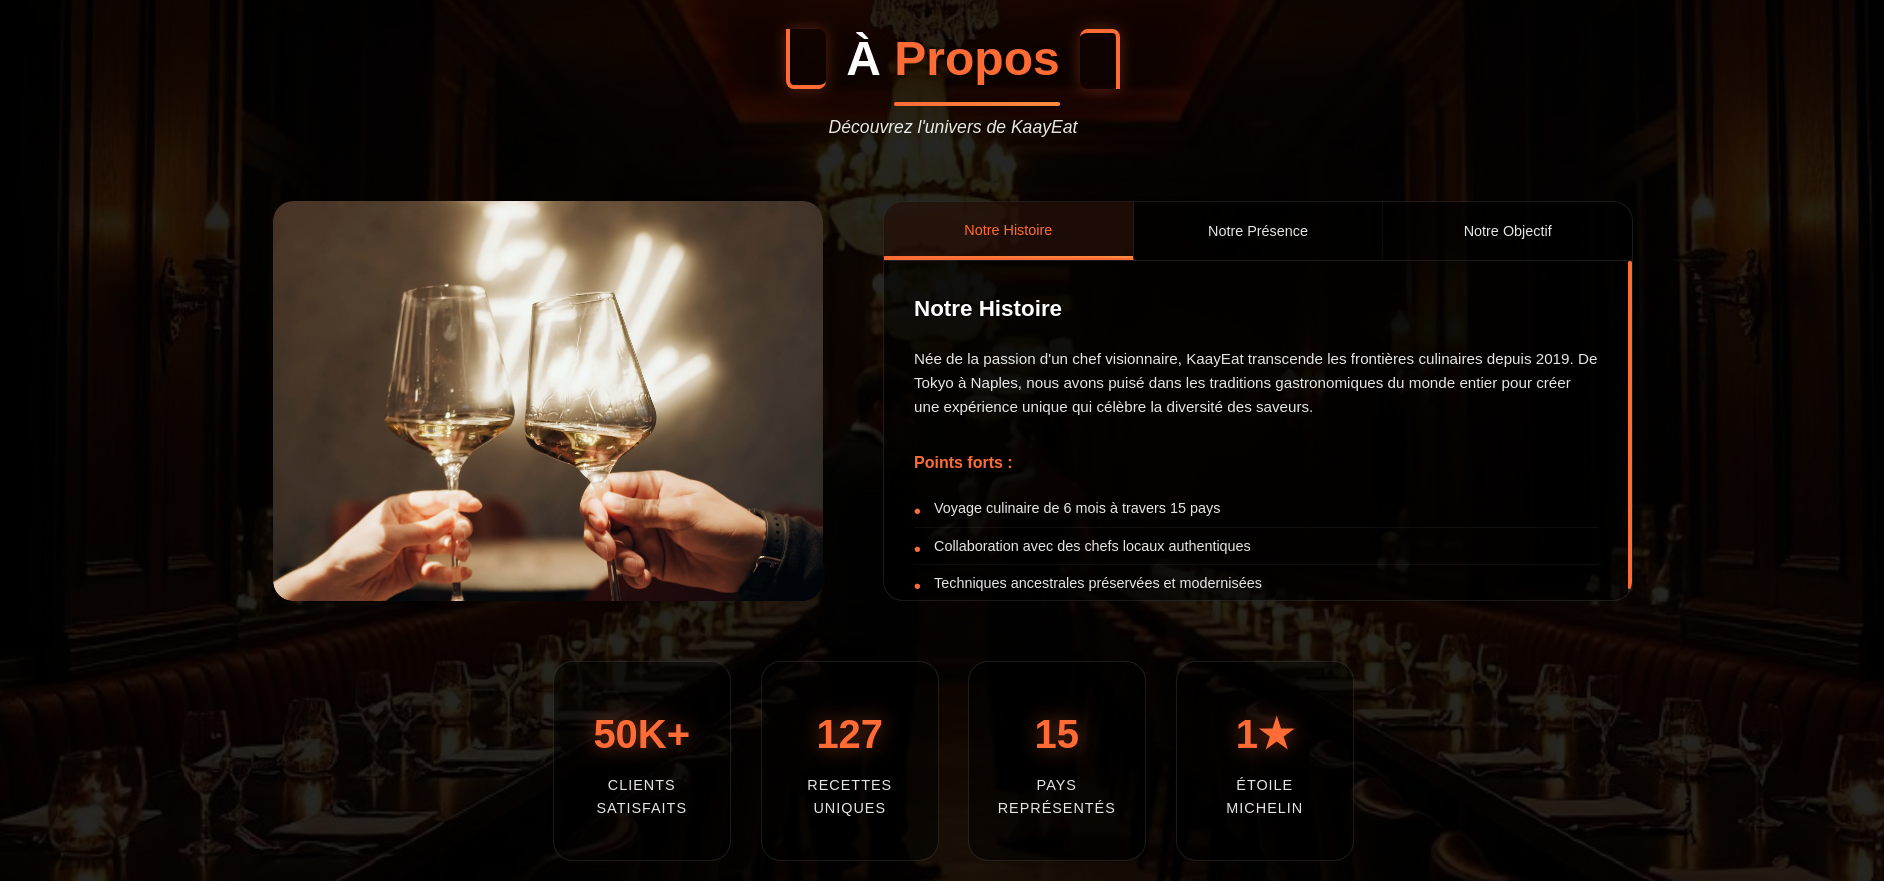 À Propos
Découvrez l'univers de KaayEat
Notre Histoire
Notre Présence
Notre Objectif
Notre Histoire
Née de la passion d'un chef visionnaire, KaayEat transcende les frontières culinaires depuis 2019. De
Tokyo à Naples, nous avons puisé dans les traditions gastronomiques du monde entier pour créer
une expérience unique qui célèbre la diversité des saveurs.
Points forts :
Voyage culinaire de 6 mois à travers 15 pays
Collaboration avec des chefs locaux authentiques
Techniques ancestrales préservées et modernisées
50K+
CLIENTS
SATISFAITS
127
RECETTES
UNIQUES
15
PAYS
REPRÉSENTÉS
1★
ÉTOILE
MICHELIN